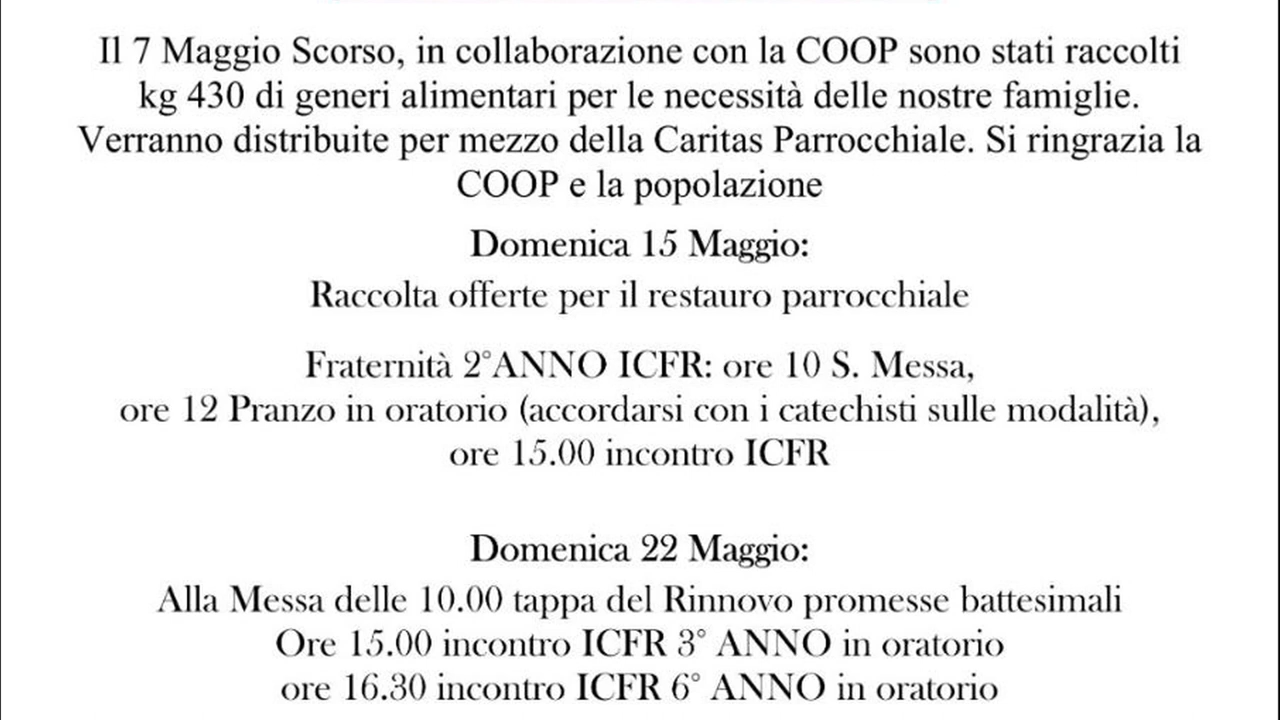 Il 7 Maggio Scorso, in collaborazione con la COOP sono stati raccolti
kg 430 di generi alimentari per le necessità delle nostre famiglie.
Verranno distribuite per mezzo della Caritas Parrocchiale. Si ringrazia la
COOP e la popolazione
Domenica 15 Maggio:
Raccolta offerte per il restauro parrocchiale
Fraternità 2°ANNO ICFR: ore 10 S. Messa,
ore 12 Pranzo in oratorio (accordarsi con i catechisti sulle modalità),
ore 15.00 incontro ICFR
Domenica 22 Maggio:
Alla Messa delle 10.00 tappa del Rinnovo promesse battesimali
Ore 15.00 incontro ICFR 3° ANNO in oratorio
ore 16.30 incontro ICFR 6° ANNO in oratorio